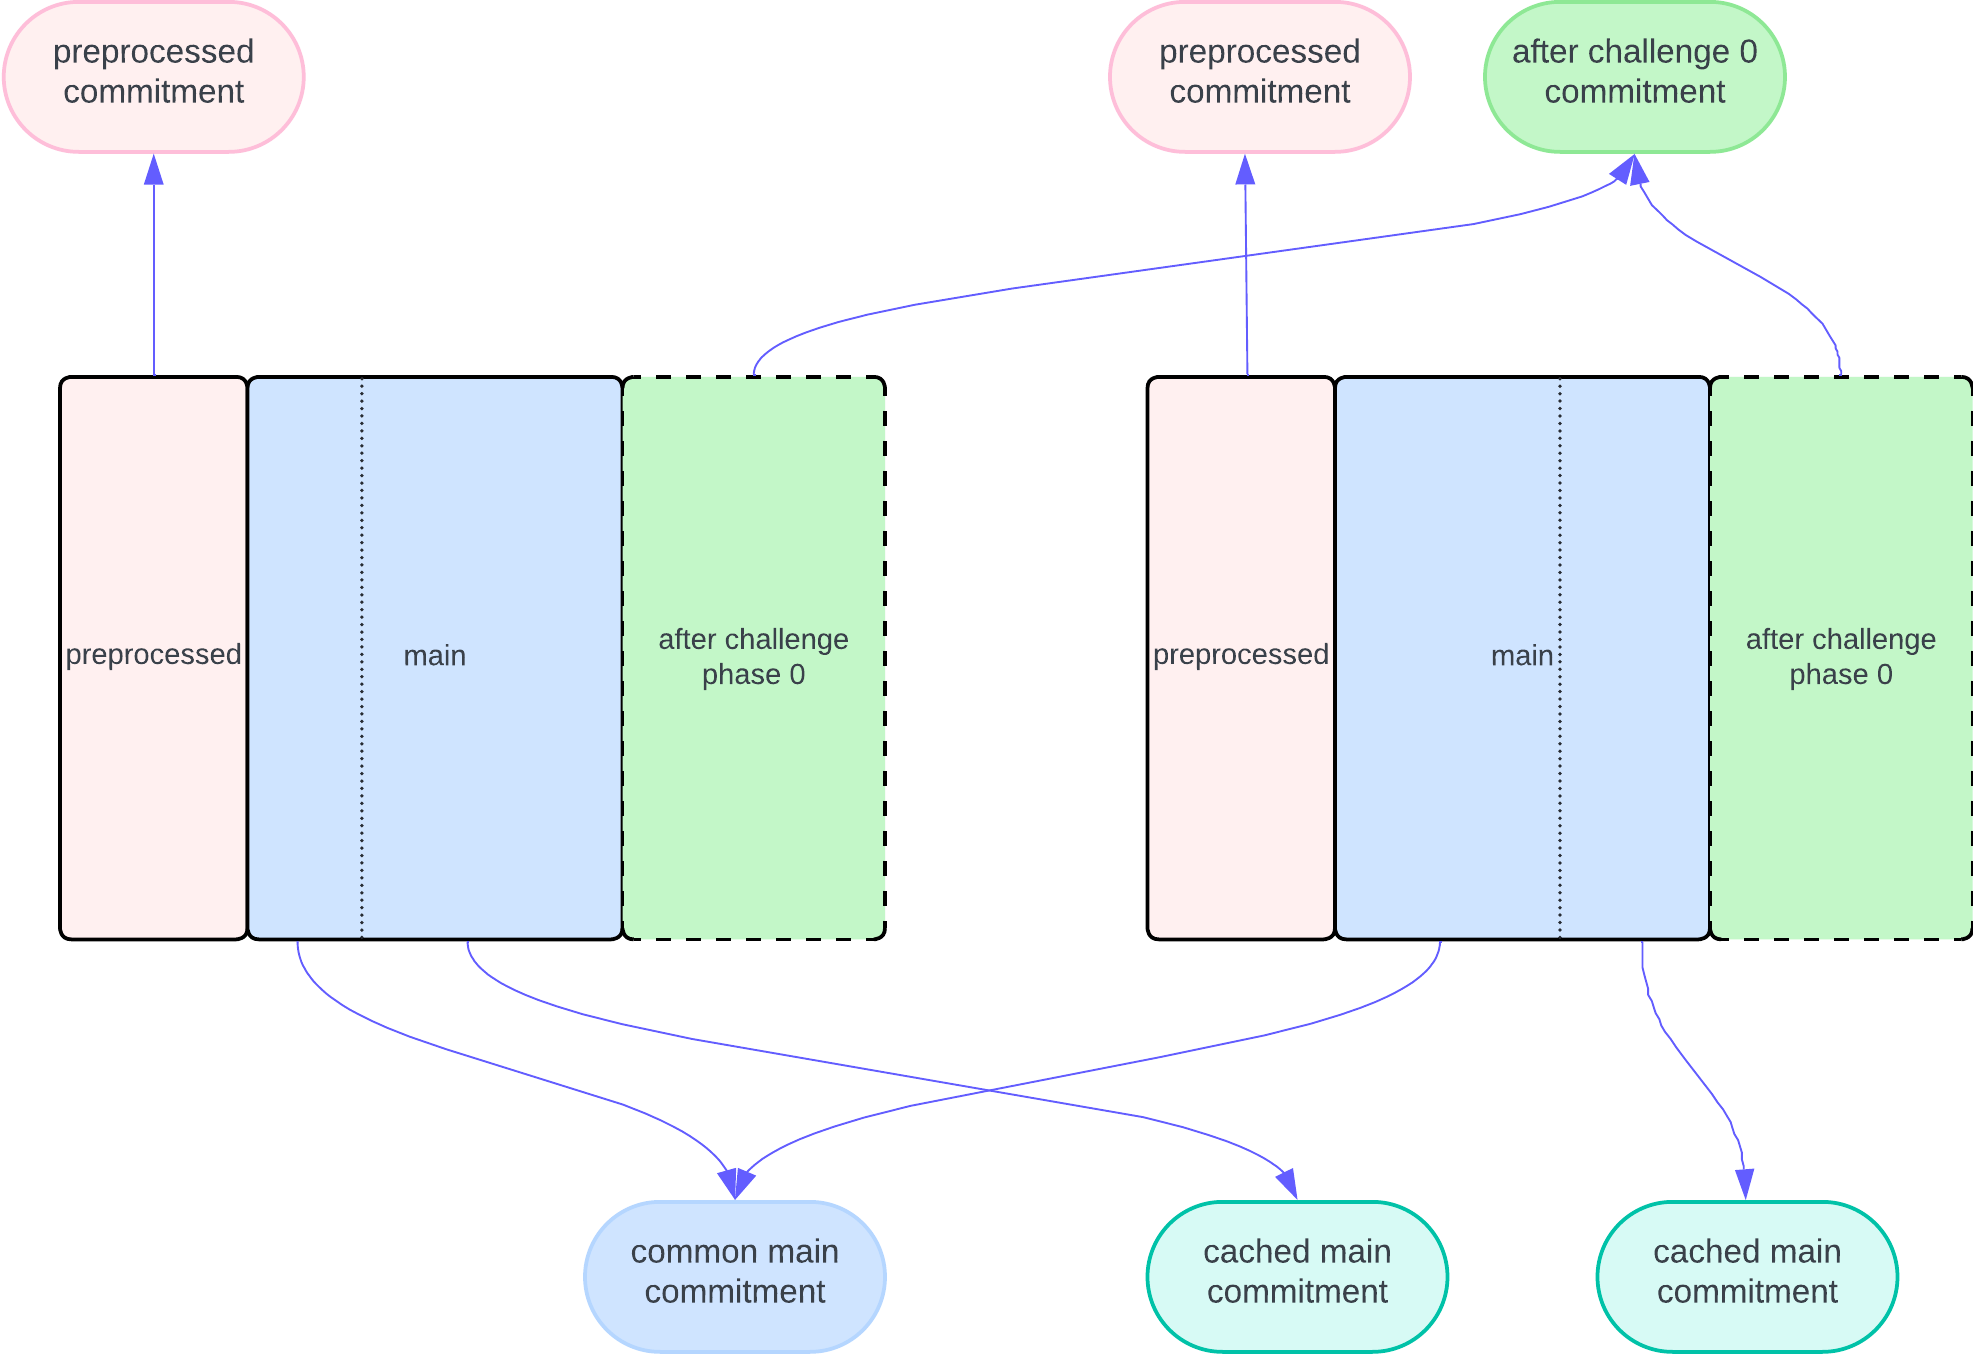 preprocessed
commitment
preprocessed
commitment
after challenge 0
commitment
preprocessed
main
after challenge
phase 0
preprocessed
main
after challenge
phase 0
common main
commitment
cached main
commitment
cached main
commitment